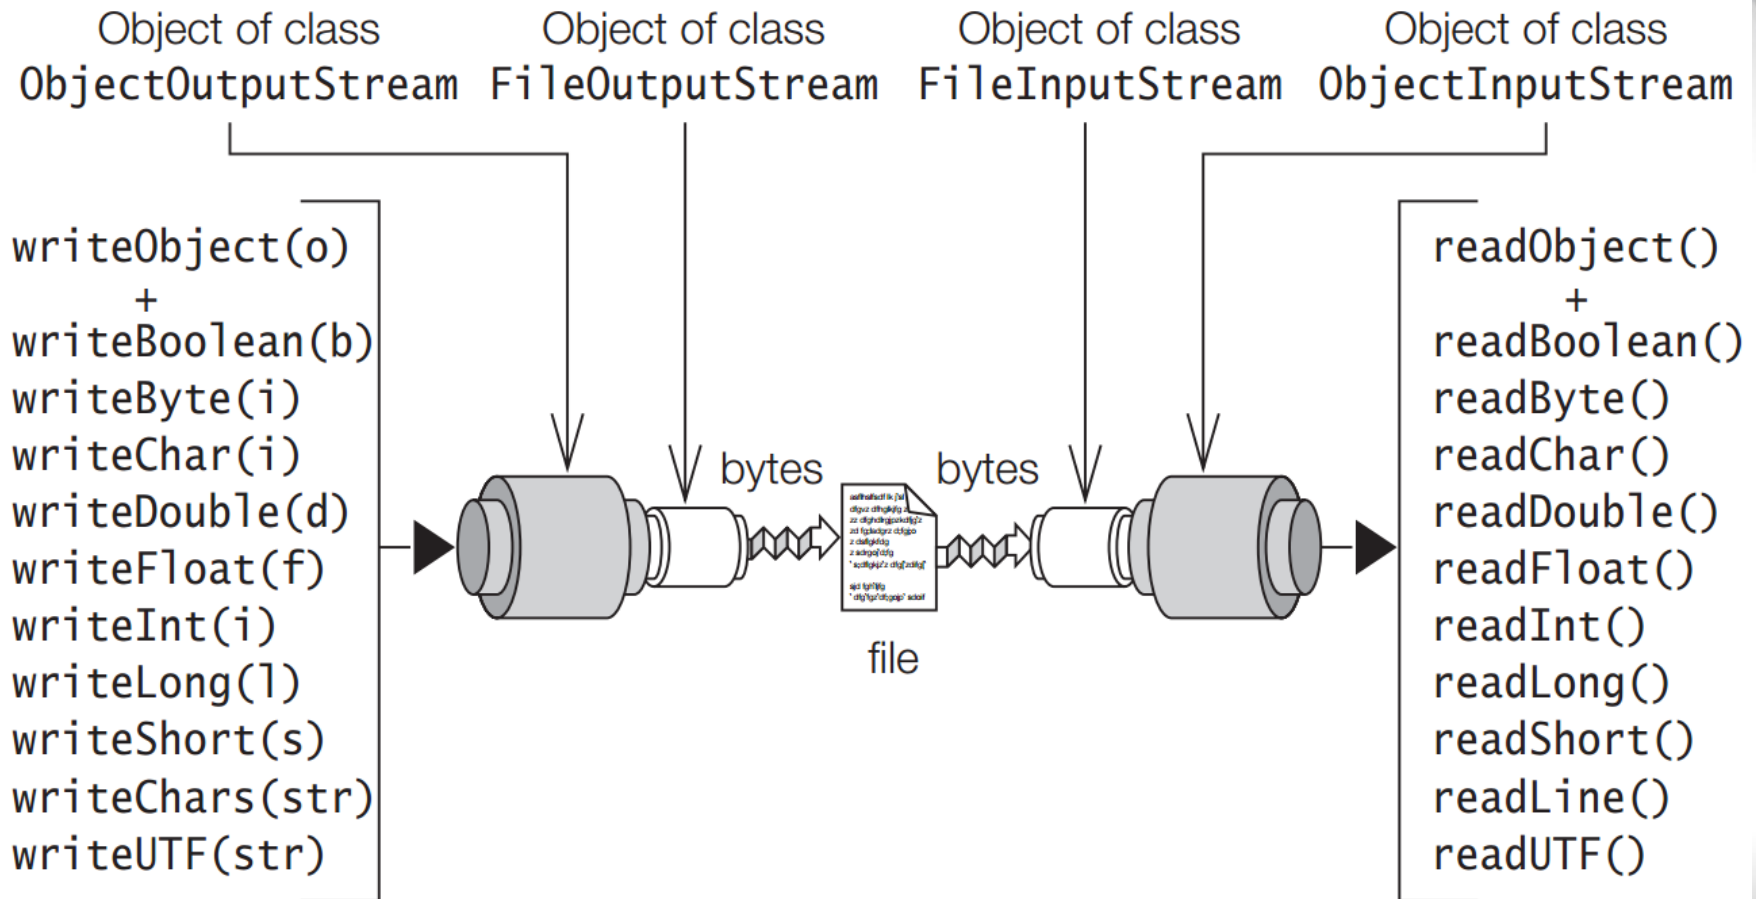 Object of class
ObjectOutputStream
Object of class
FileOutputStream
Object of class
FileInputStream
Object of class
ObjectInputStream
writeObject(o)
+
writeBoolean(b)
writeByte(i)
writeChar(i)
writeDouble(d)
writeFloat(f)
writeInt(i)
writeLong(l)
writeShort(s)
writeChars(str)
writeUTF(str)
bytes
file
bytes
readObject()
+
readBoolean()
readByte()
readChar()
readDouble()
readFloat()
readInt()
readLong()
readShort()
readLine()
readUTF()